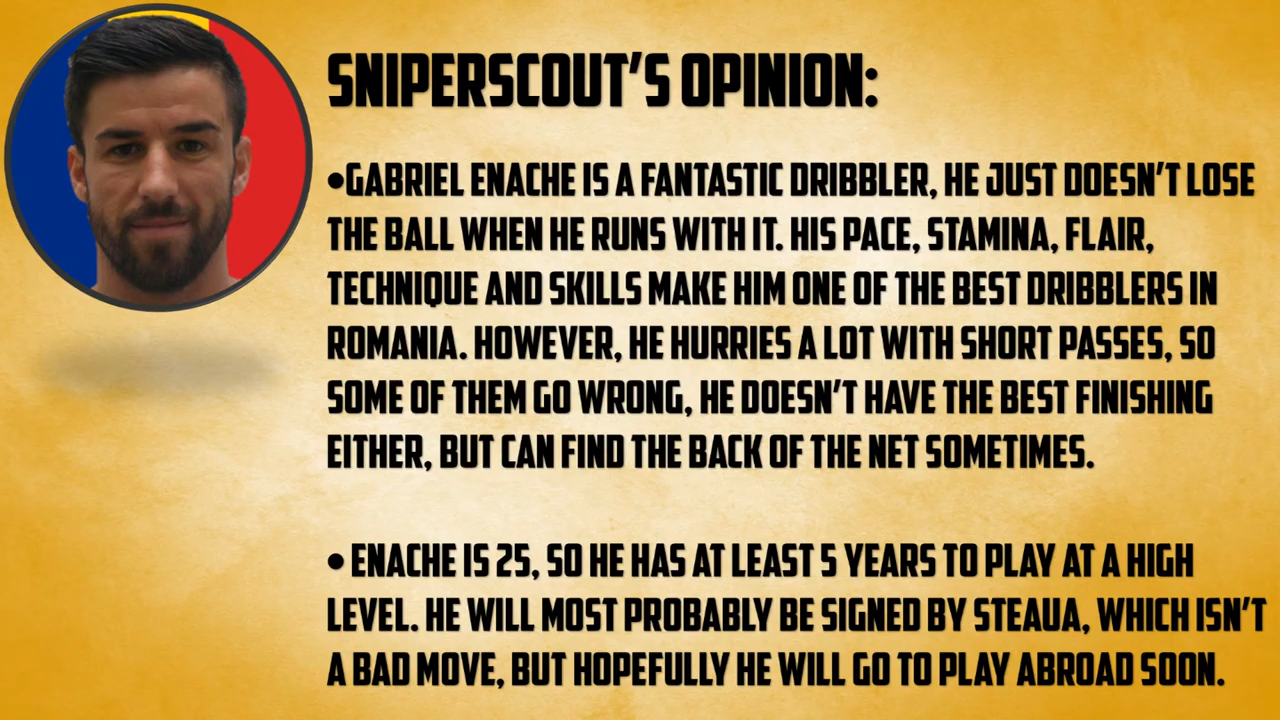 SNIPERSCOUT'S OPINION:
•GABRIEL ENACHE IS A FANTASTIC DRIBBLER, HE JUST DOESN'T LOSE
THE BALL WHEN HE RUNS WITH IT. HIS PACE, STAMINA, FLAIR,
TECHNIQUE AND SKILLS MAKE HIM ONE OF THE BEST DRIBBLERS IN
ROMANIA. HOWEVER, HE HURRIES A LOT WITH SHORT PASSES, SO
SOME OF THEM GO WRONG, HE DOESN'T HAVE THE BEST FINISHING
EITHER, BUT CAN FIND THE BACK OF THE NET SOMETIMES.
• ENACHE IS 25, SO HE HAS AT LEAST 5 YEARS TO PLAY AT A HIGH
LEVEL. HE WILL MOST PROBABLY BE SIGNED BY STEAUA, WHICH ISN'T
A BAD MOVE, BUT HOPEFULLY HE WILL GO TO PLAY ABROAD SOON.